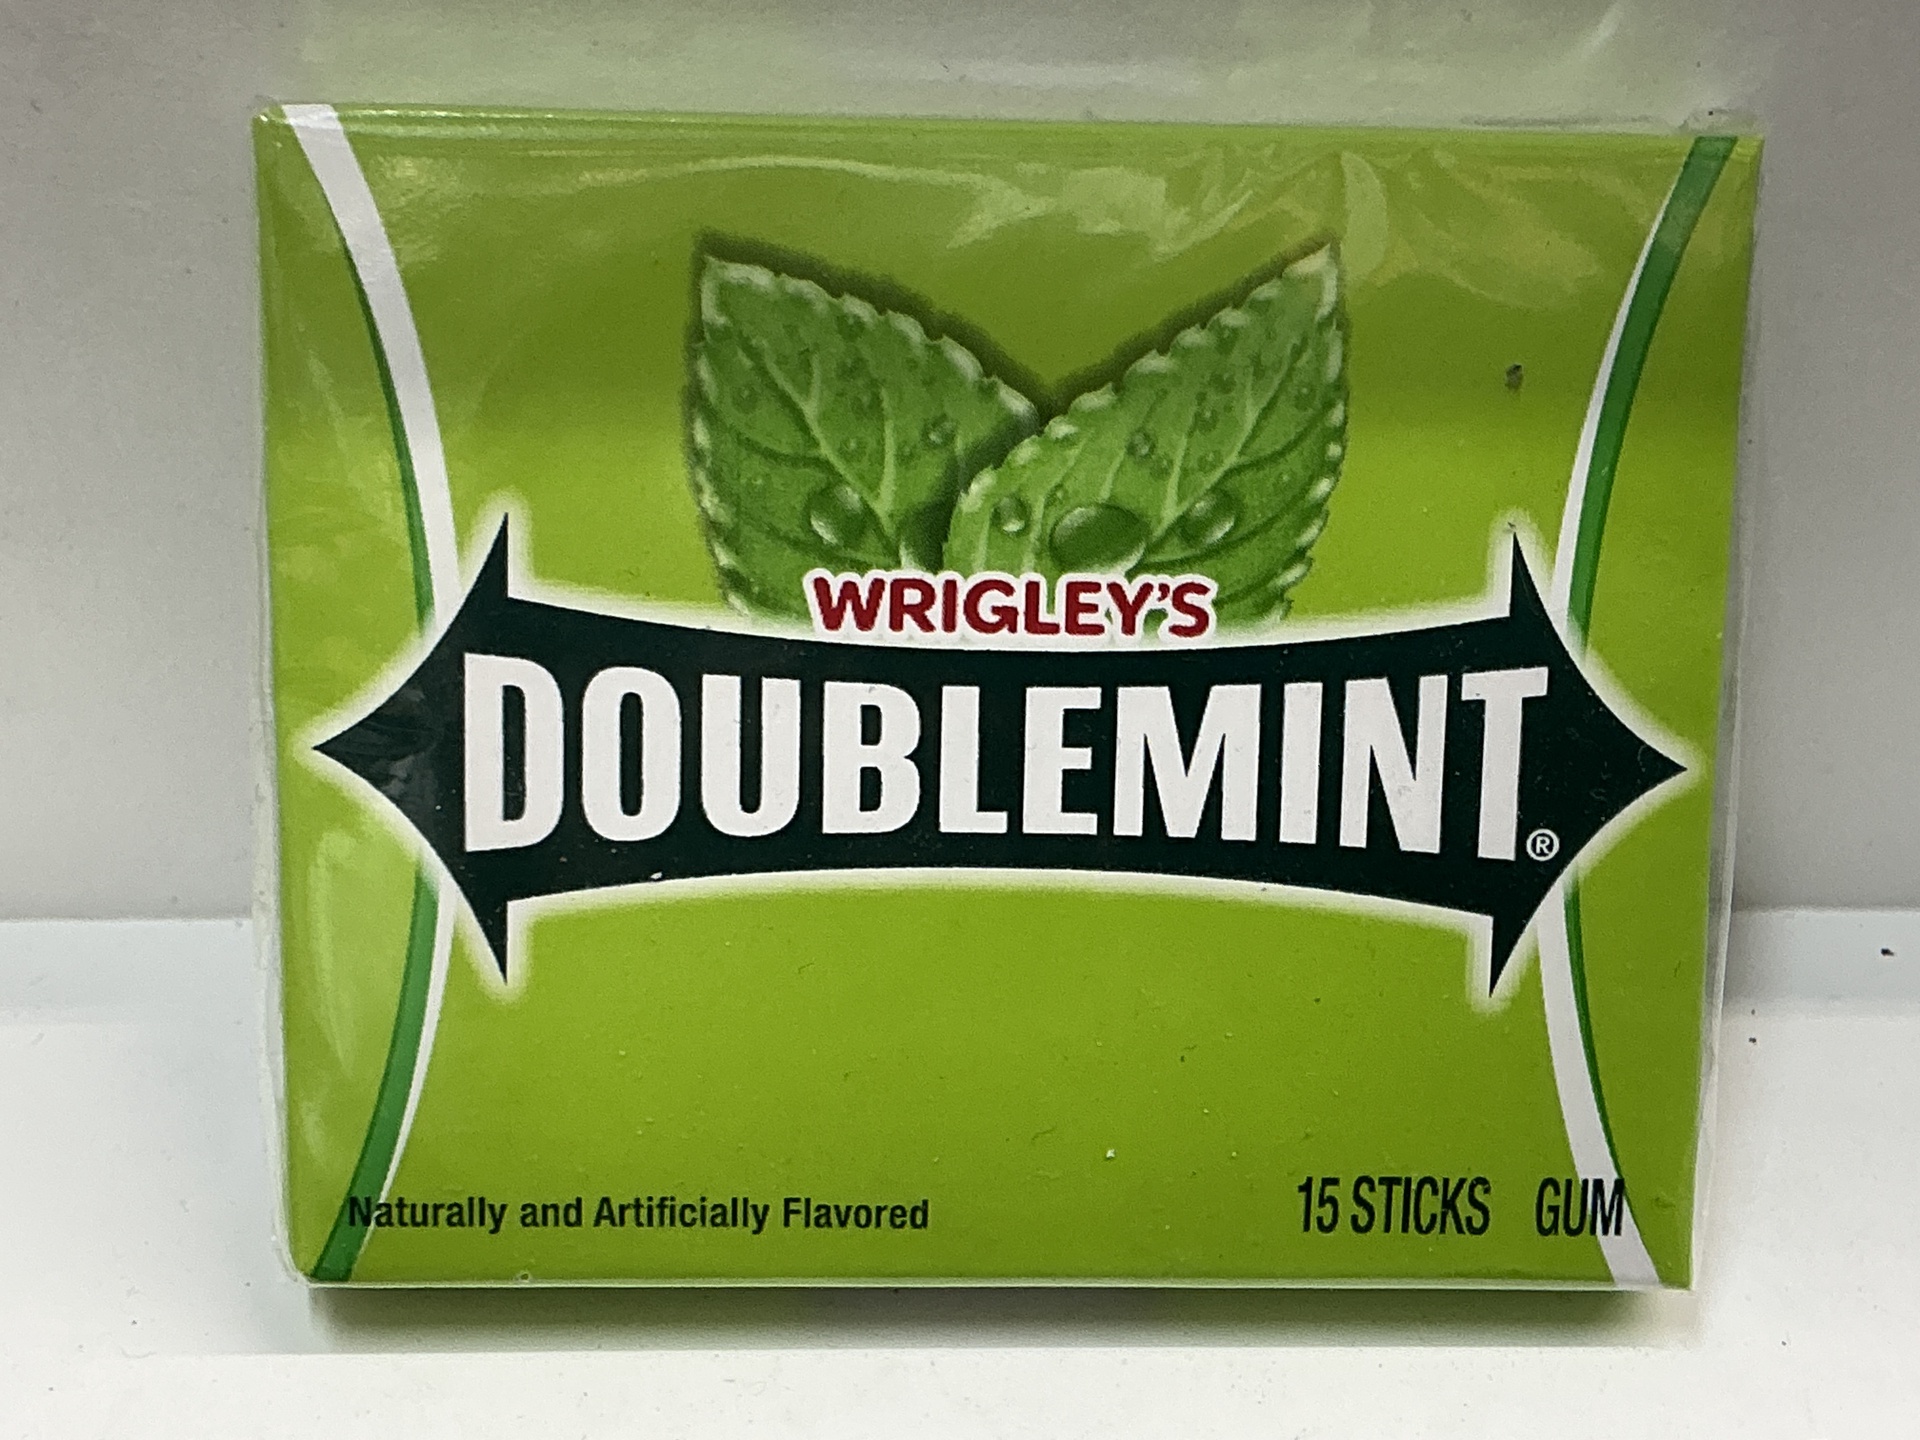 WRIGLEY'S
DOUBLEMINT®
Naturally and Artificially Flavored
15 STICKS GUM